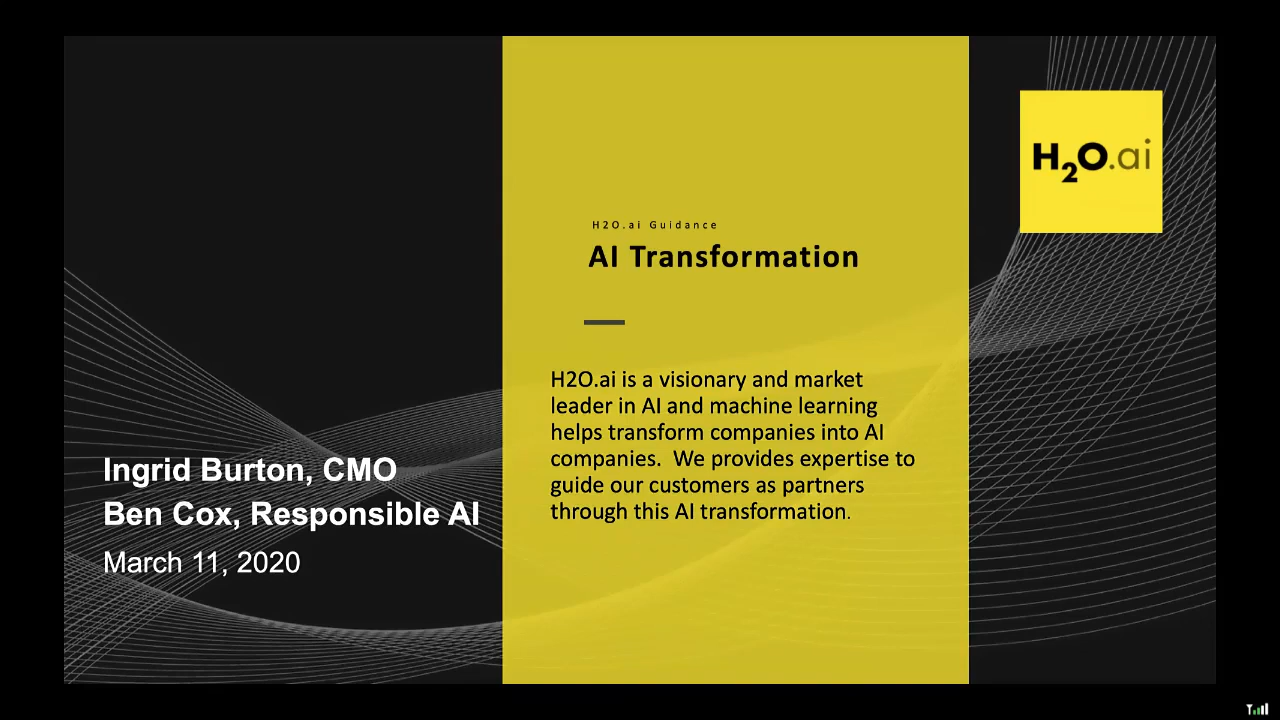 H2O.ai Guidance
AI Transformation
H2O.ai is a visionary and market
leader in AI and machine learning
helps transform companies into AI
companies.  We provides expertise to
guide our customers as partners
through this AI transformation.
Ingrid Burton, CMO
Ben Cox, Responsible AI
March 11, 2020
H2O.ai